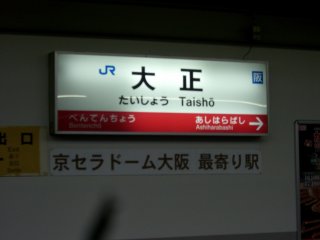 JR 大正 阪
たいしょう Taishō
べんてんちょう あしはらばし
Bentenchō Ashiharabashi
出口
京セラドーム大阪 最寄り駅